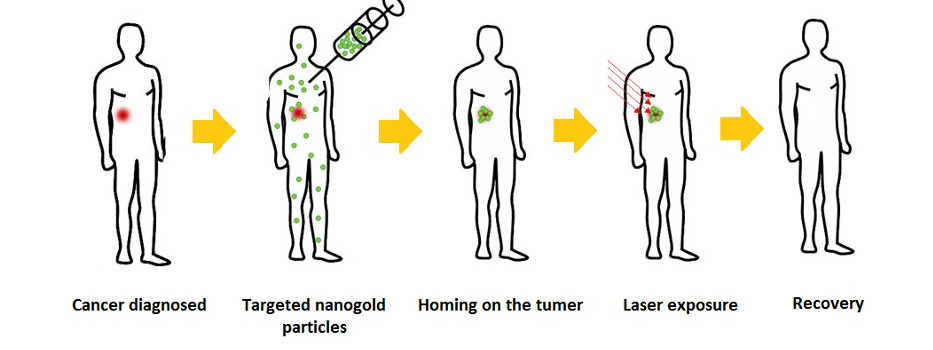 Cancer diagnosed
Targeted nanogold
particles
Homing on the tumer
Laser exposure
Recovery